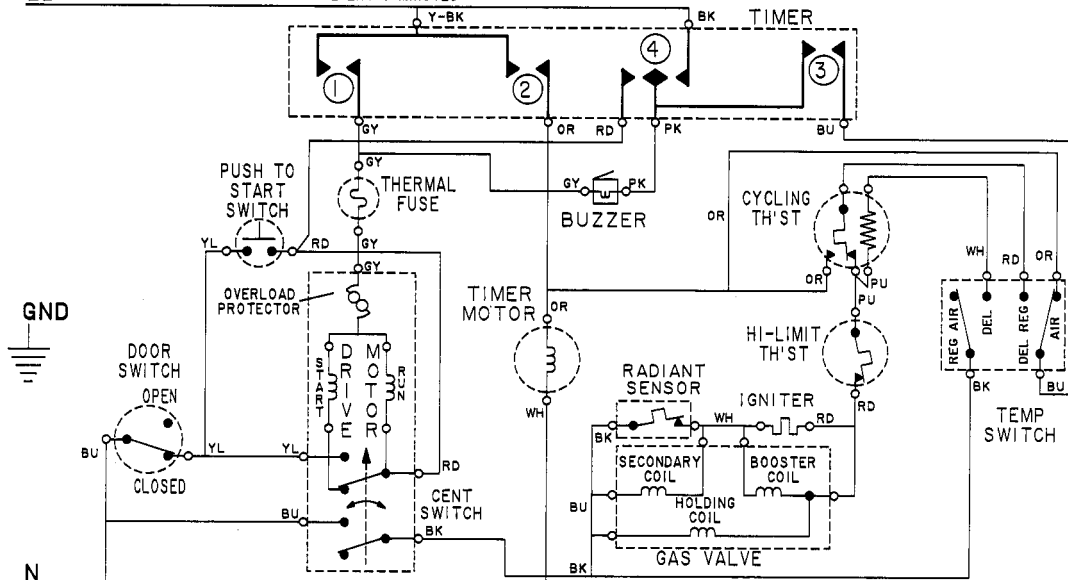 Y-BK
BK
TIMER
4
1
2
3
GY
OR
RD
PK
BU
GY
PUSH TO
START
SWITCH
THERMAL
FUSE
GY
PK
BUZZER
CYCLING
TH'ST
OR
YL
RD
GY
GY
WH
RD
OR
OR
PU
PU
OVERLOAD
PROTECTOR
TIMER
MOTOR
OR
HI-LIMIT
TH'ST
REG AIR
DEL
DEL REG
AIR
GND
DOOR
SWITCH
OPEN
START
DRIVE
MOTOR
RUN
RADIANT
SENSOR
IGNITER
BK
BU
TEMP
SWITCH
WH
BK
WH
RD
RD
BU
YL
YL
CLOSED
RD
SECONDARY
COIL
BOOSTER
COIL
CENT
SWITCH
BU
BU
HOLDING
COIL
BK
GAS VALVE
BK
N